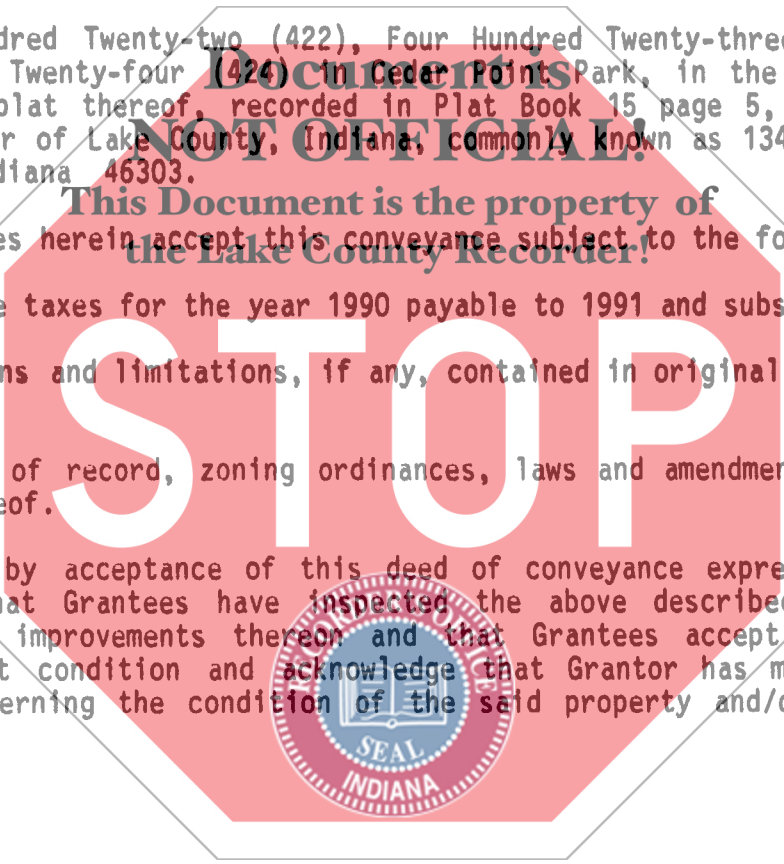 dred Twenty-two (422), Four Hundred Twenty-three
Twenty-four (424) in Cedar Point Park, in the
plat thereof, recorded in Plat Book 15 page 5,
r of Lake County, Indiana, commonly known as 134
diana 46303.
Document is
NOT OFFICIAL!
This Document is the property of
the Lake County Recorder!
es herein accept this conveyance subject to the fo
e taxes for the year 1990 payable to 1991 and subs
ns and limitations, if any, contained in original
STOP
of record, zoning ordinances, laws and amendmen
eof.
by acceptance of this deed of conveyance expre
hat Grantees have inspected the above described
improvements thereon and that Grantees accept
t condition and acknowledge that Grantor has m
erning the condition of the said property and/o
RECORDER'S OFFICE
SEAL
INDIANA